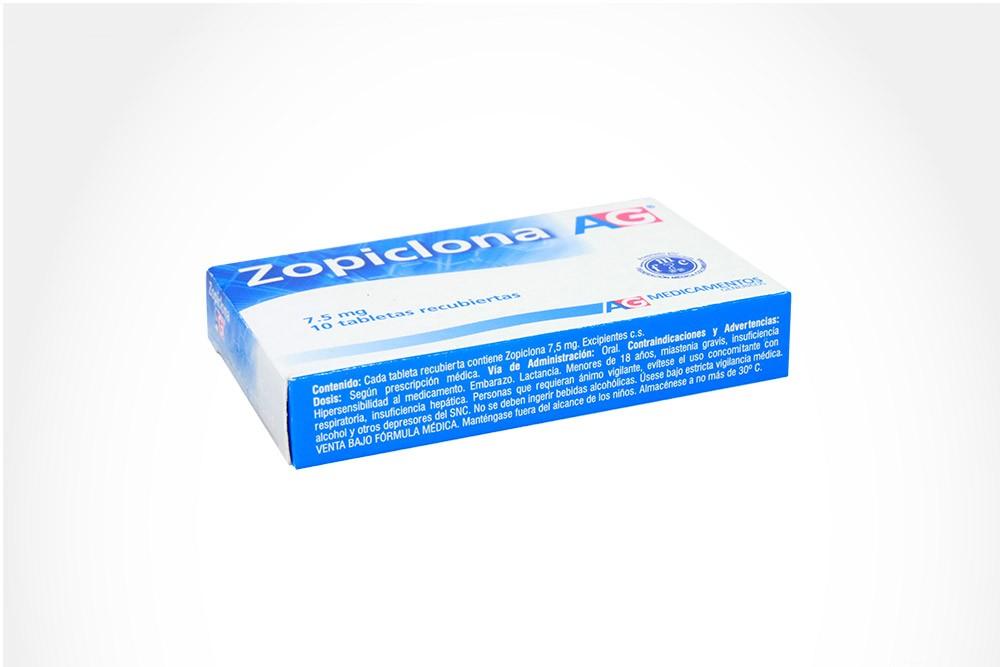 Zopiclona
AG®
7.5 mg
10 tabletas recubiertas
AG MEDICAMENTOS
GENÉRICOS
Zopiclona
AG
Contenido: Cada tableta recubierta contiene Zopiclona 7,5 mg. Excipientes c.s.
Dosis: Según prescripción médica. Vía de Administración: Oral. Contraindicaciones y Advertencias:
Hipersensibilidad al medicamento. Embarazo. Lactancia. Menores de 18 años, miastenia gravis, insuficiencia
respiratoria, insuficiencia hepática. Personas que requieran ánimo vigilante, evítese el uso concomitante con
alcohol y otros depresores del SNC. No se deben ingerir bebidas alcohólicas. Úsese bajo estricta vigilancia médica.
VENTA BAJO FÓRMULA MÉDICA. Manténgase fuera del alcance de los niños. Almacénese a no más de 30º C.